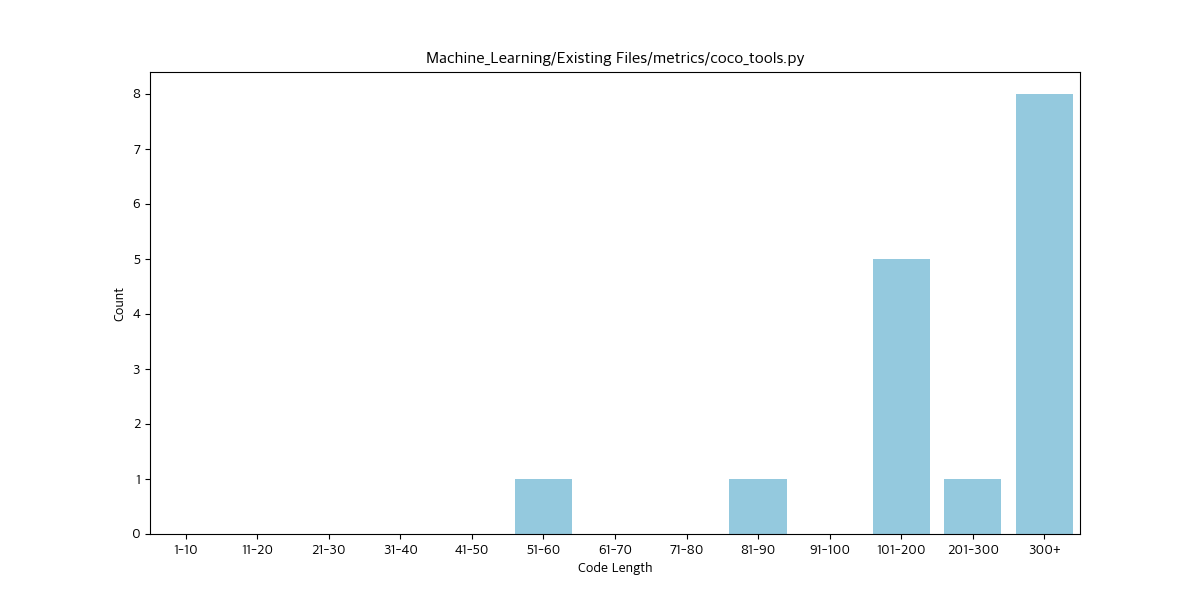 Machine_Learning/Existing Files/metrics/coco_tools.py
8
7
6
5
4
3
2
1
0
Count
1-10 11-20 21-30 31-40 41-50 51-60 61-70 71-80 81-90 91-100 101-200 201-300 300+
Code Length